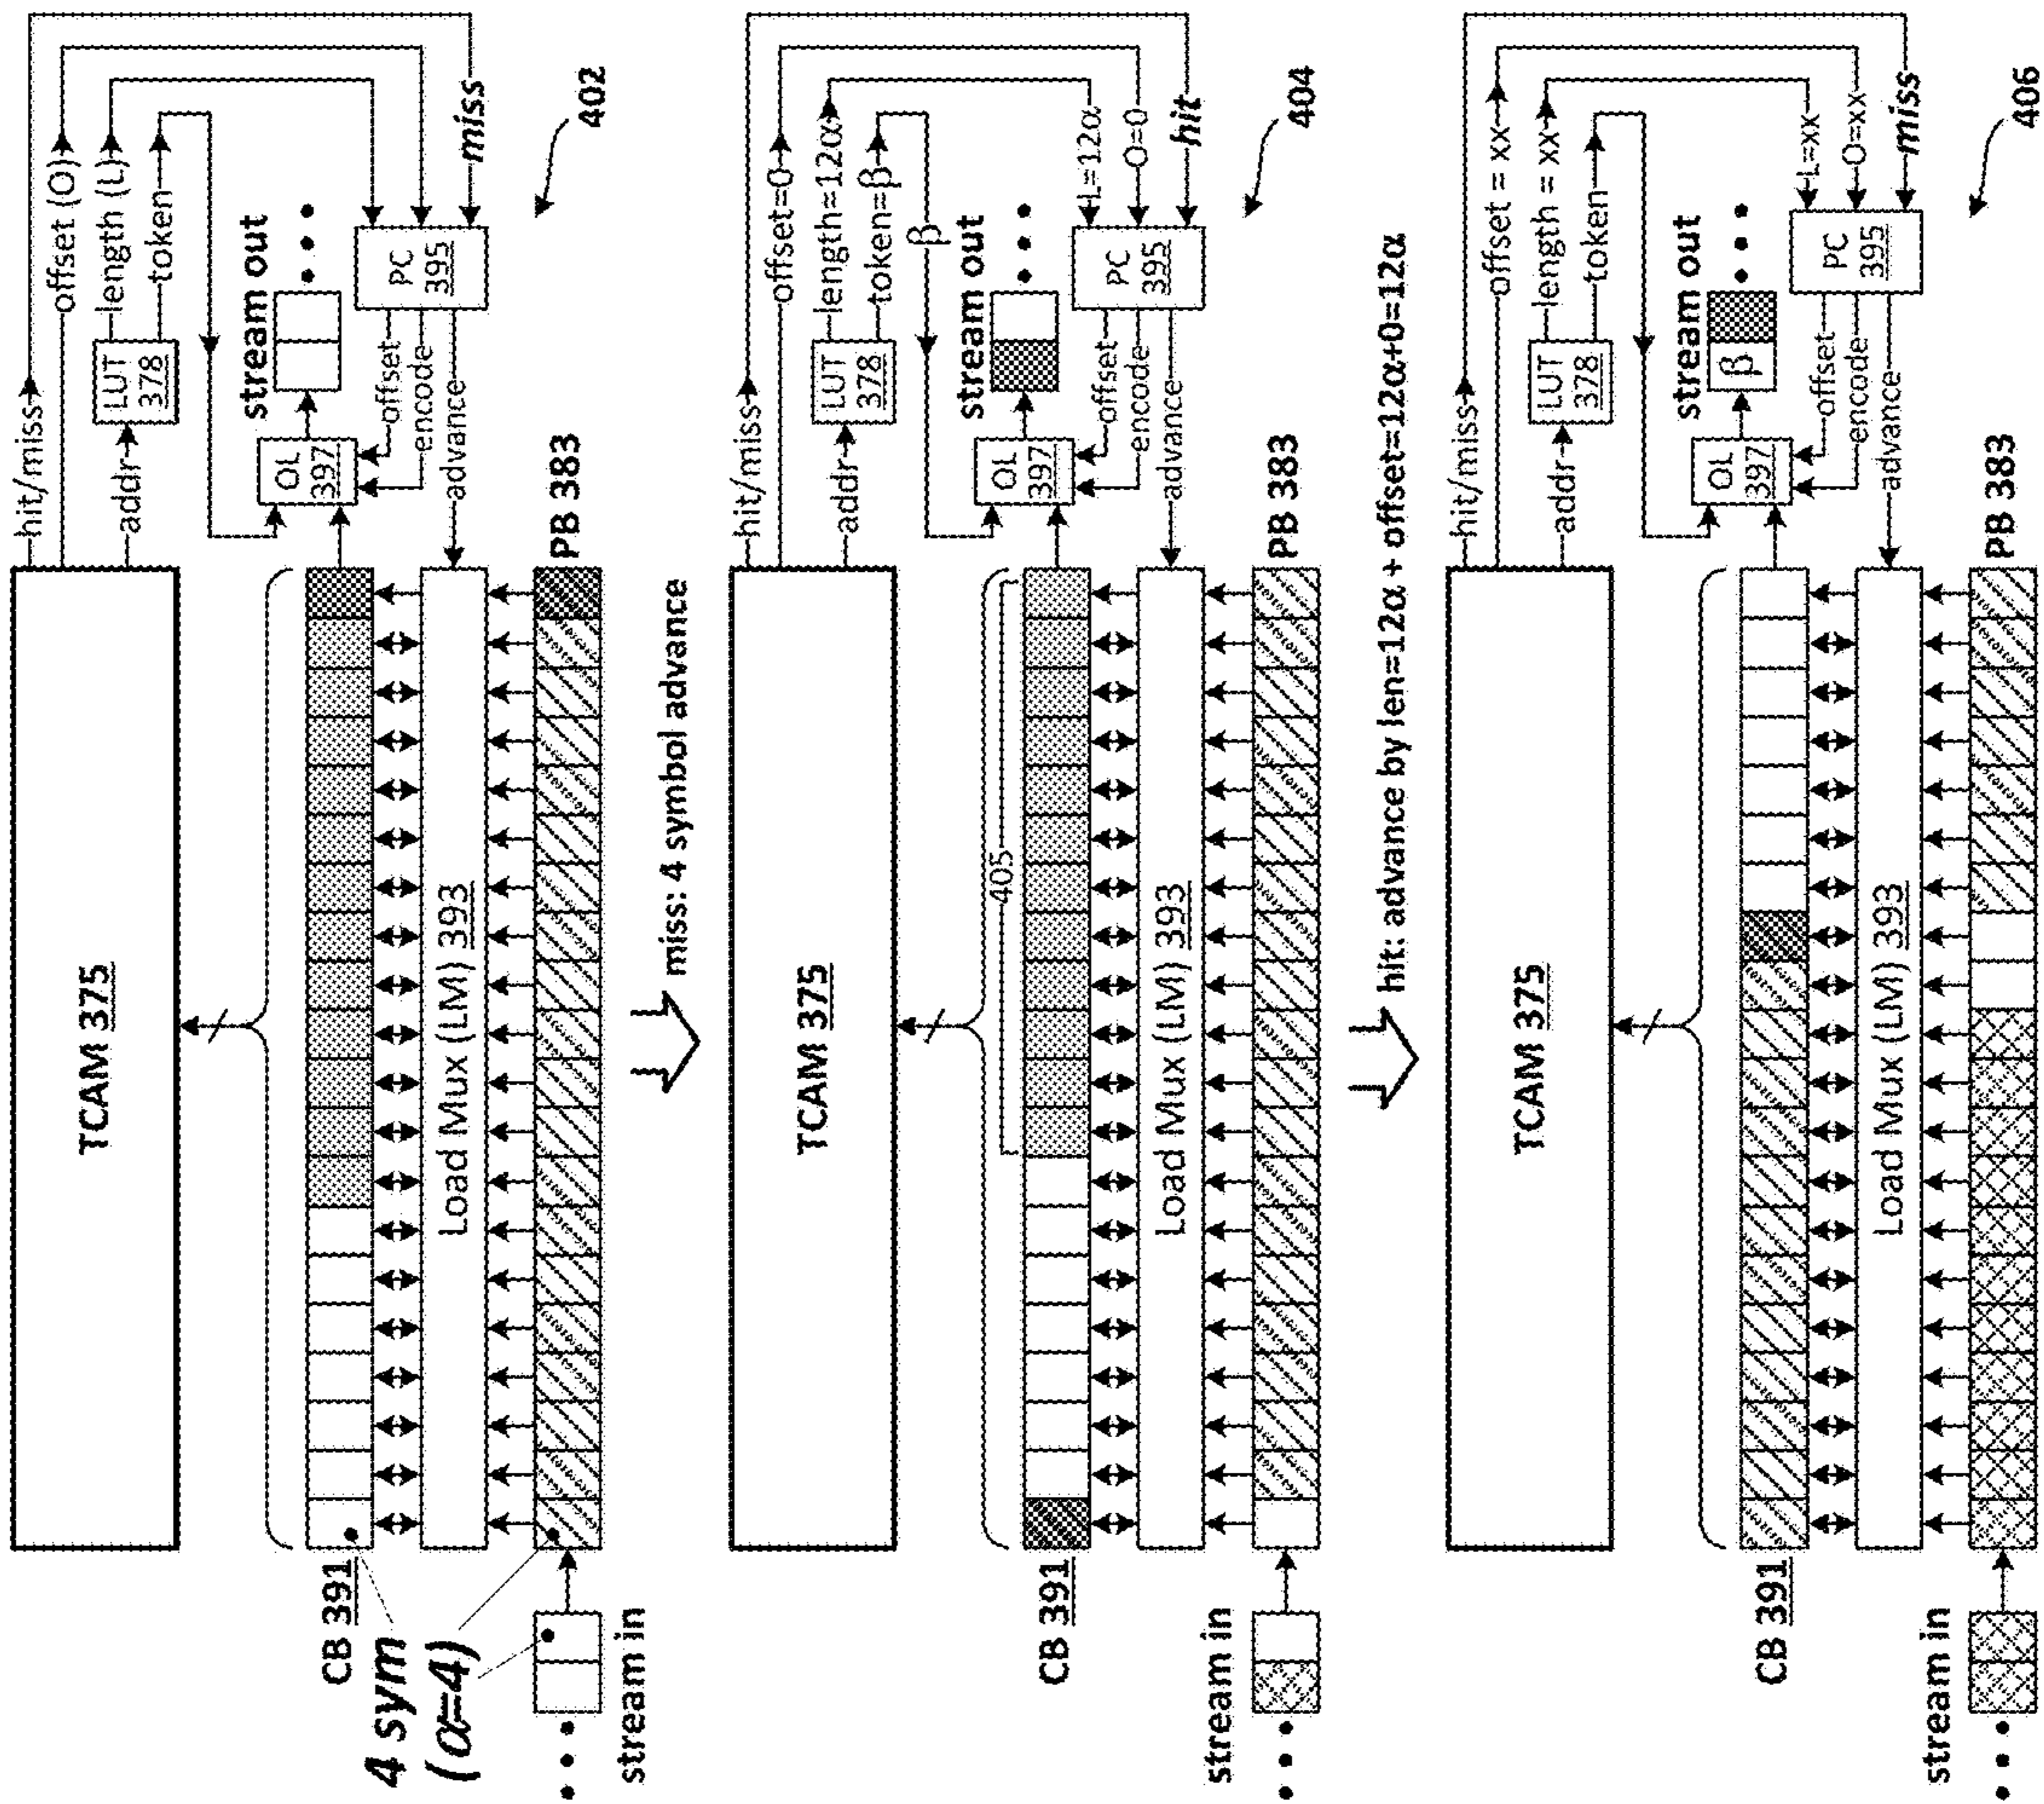 TCAM 375
hit/miss
offset (O)
addr
LUT
378
length (L)
token
CB 391
4 sym
(α=4)
OL
397
stream out
offset
encode
advance
PC
395
miss
Load Mux (LM) 393
stream in
PB 383
402
miss: 4 symbol advance
TCAM 375
hit/miss
offset=0
addr
LUT
378
length=12α
token=β
β
CB 391
405
OL
397
stream out
offset
encode
advance
PC
395
L=12α
O=0
hit
Load Mux (LM) 393
stream in
PB 383
404
hit: advance by len=12α + offset=12α+0=12α
TCAM 375
hit/miss
offset = xx
addr
LUT
378
length = xx
token
CB 391
OL
397
stream out
β
offset
encode
advance
PC
395
L=xx
O=xx
miss
Load Mux (LM) 393
stream in
PB 383
406